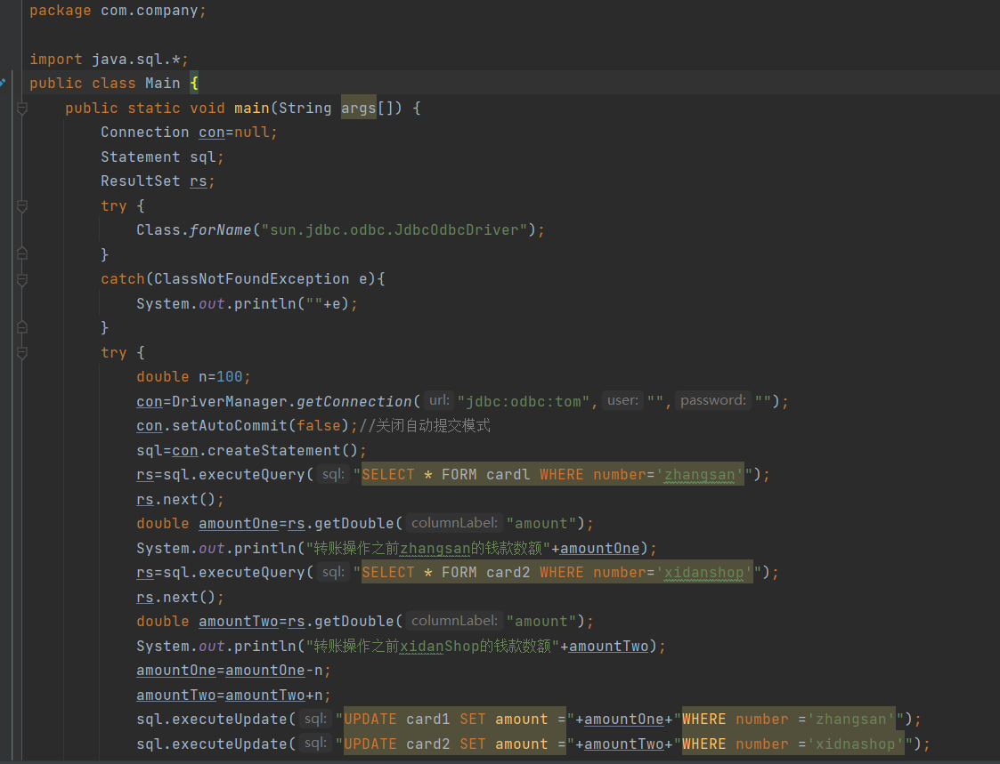 package com.company;
import java.sql.*;
public class Main {
public static void main(String args[]) {
Connection con=null;
Statement sql;
ResultSet rs;
try {
Class.forName("sun.jdbc.odbc.JdbcOdbcDriver");
}
catch(ClassNotFoundException e){
System.out.println(""+e);
}
try {
double n=100;
con=DriverManager.getConnection( url: "jdbc:odbc:tom", user: "", password: "");
con.setAutoCommit(false);//关闭自动提交模式
sql=con.createStatement();
rs=sql.executeQuery( sql: "SELECT * FORM cardl WHERE number='zhangsan'");
rs.next();
double amountOne=rs.getDouble( columnLabel: "amount");
System.out.println("转账操作之前zhangsan的钱款数额"+amountOne);
rs=sql.executeQuery( sql: "SELECT * FORM card2 WHERE number='xidanshop'");
rs.next();
double amountTwo=rs.getDouble( columnLabel: "amount");
System.out.println("转账操作之前xidanShop的钱款数额"+amountTwo);
amountOne=amountOne-n;
amountTwo=amountTwo+n;
sql.executeUpdate( sql: "UPDATE card1 SET amount ="+amountOne+"WHERE number ='zhangsan'");
sql.executeUpdate( sql: "UPDATE card2 SET amount ="+amountTwo+"WHERE number ='xidnashop'");